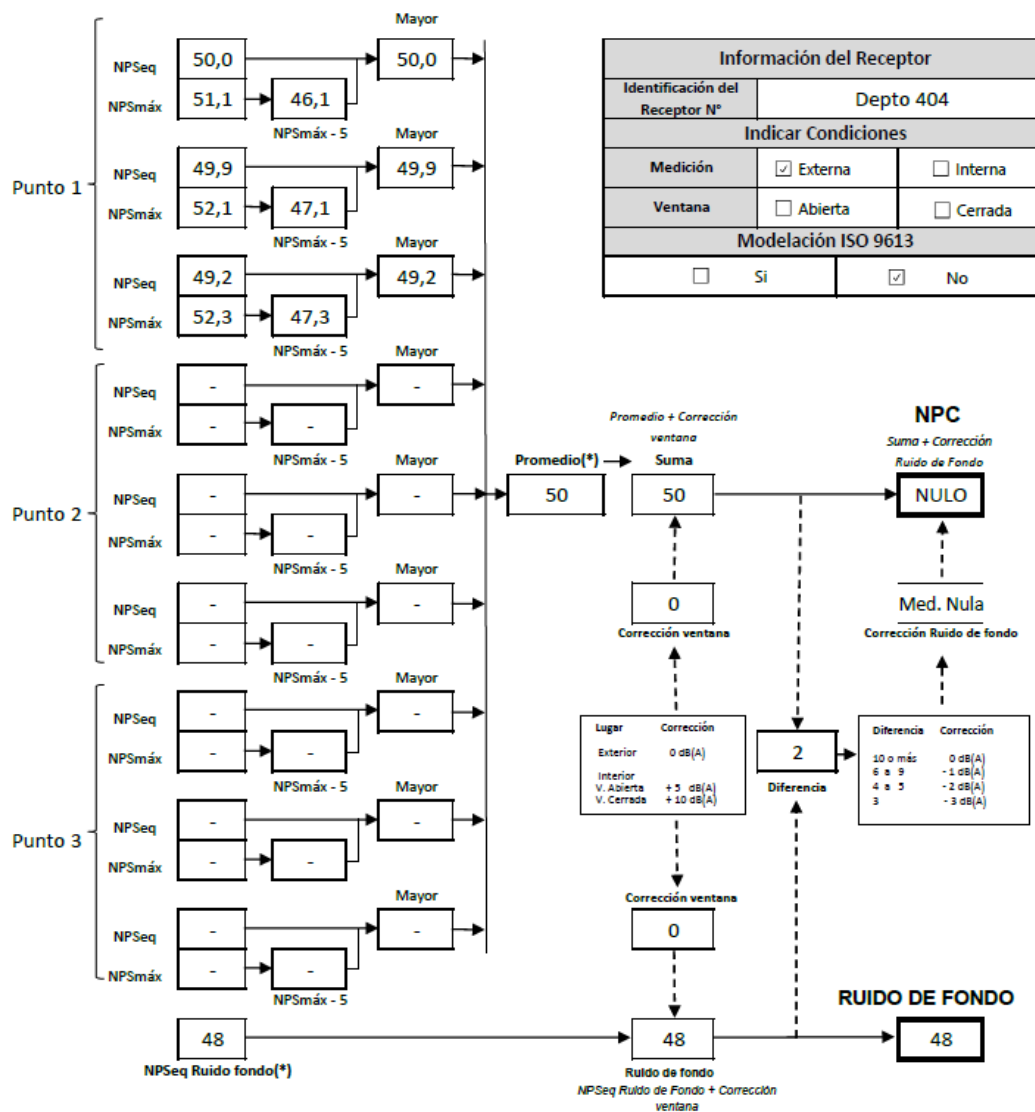 Información del Receptor
Identificación del Receptor N°
Depto 404
Indicar Condiciones
Medición
☑ Externa
☐ Interna
Ventana
☐ Abierta
☐ Cerrada
Modelación ISO 9613
☐ Si
☑ No
Punto 1
Mayor
NPSeq 50,0 50,0
NPSmáx 51,1 46,1
NPSmáx - 5
Mayor
NPSeq 49,9 49,9
NPSmáx 52,1 47,1
NPSmáx - 5
Mayor
NPSeq 49,2 49,2
NPSmáx 52,3 47,3
NPSmáx - 5
Punto 2
Mayor
NPSeq - -
NPSmáx - -
NPSmáx - 5
Mayor
NPSeq - -
NPSmáx - -
NPSmáx - 5
Mayor
NPSeq - -
NPSmáx - -
NPSmáx - 5
Punto 3
Mayor
NPSeq - -
NPSmáx - -
NPSmáx - 5
Mayor
NPSeq - -
NPSmáx - -
Mayor
NPSeq - -
NPSmáx - -
NPSmáx - 5
Promedio(*)
50
Promedio + Corrección
ventana
Suma
50
NPC
Suma + Corrección
Ruido de Fondo
NULO
0
Corrección ventana
Med. Nula
Corrección Ruido de fondo
Lugar Corrección
Exterior 0 dB(A)
Interior
V. Abierta + 5 dB(A)
V. Cerrada + 10 dB(A)
2
Diferencia
Diferencia Corrección
10 o más 0 dB(A)
6 a 9 - 1 dB(A)
4 a 5 - 2 dB(A)
3 - 3 dB(A)
Corrección ventana
0
48
NPSeq Ruido fondo(*)
48
Ruido de fondo
NPSeq Ruido de Fondo + Corrección
ventana
RUIDO DE FONDO
48